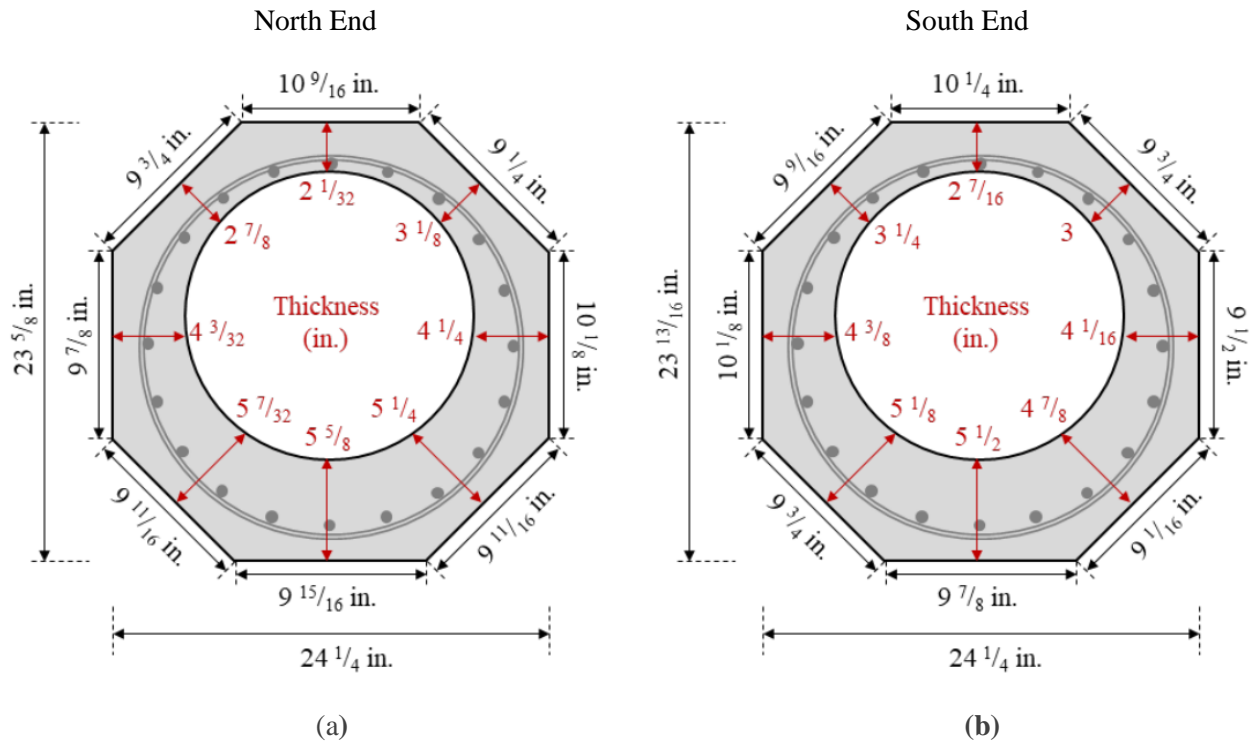 North End
South End
10 9/16 in.
9 3/4 in.
9 1/4 in.
2 1/32
2 7/8
3 1/8
23 5/8 in.
9 7/8 in.
Thickness
(in.)
4 3/32
4 1/4
10 1/8 in.
5 7/32
5 5/8
5 1/4
9 11/16 in.
9 11/16 in.
9 15/16 in.
24 1/4 in.
(a)
10 1/4 in.
9 9/16 in.
9 3/4 in.
2 7/16
3 1/4
3
23 13/16 in.
10 1/8 in.
Thickness
(in.)
4 3/8
4 1/16
9 1/2 in.
5 1/8
5 1/2
4 7/8
9 3/4 in.
9 1/16 in.
9 7/8 in.
24 1/4 in.
(b)